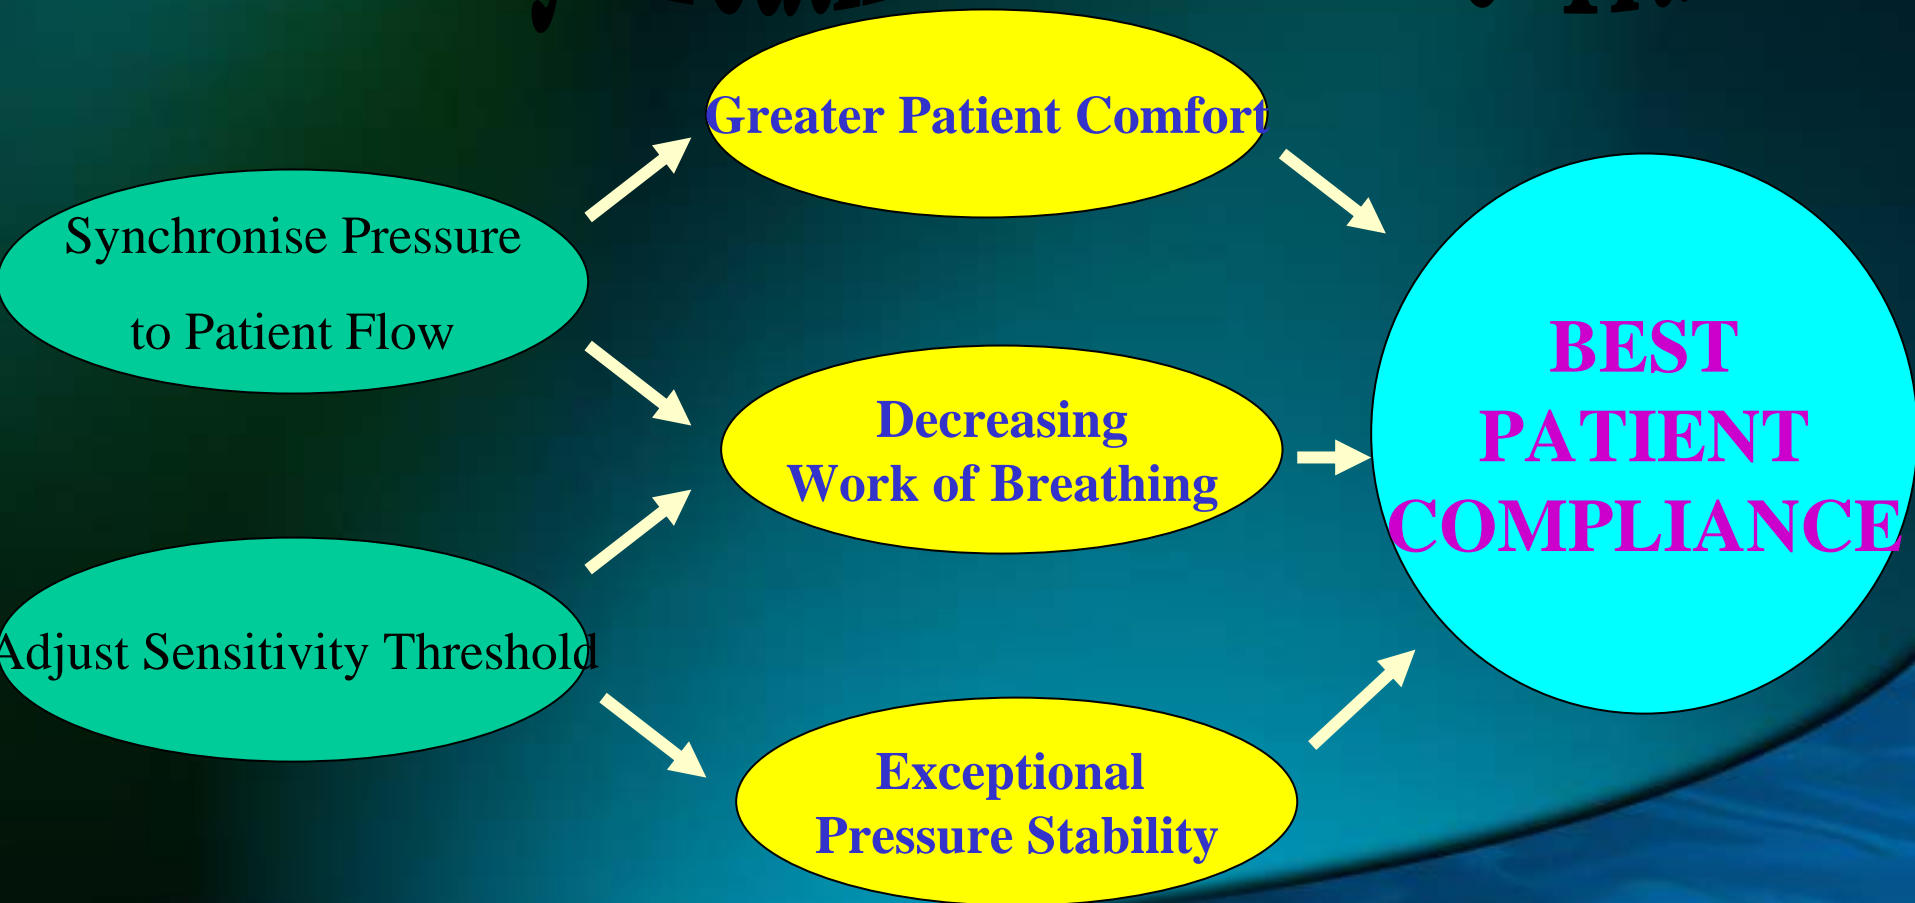 Greater Patient Comfort
Synchronise Pressure
to Patient Flow
Decreasing
Work of Breathing
BEST
PATIENT
COMPLIANCE
Adjust Sensitivity Threshold
Exceptional
Pressure Stability